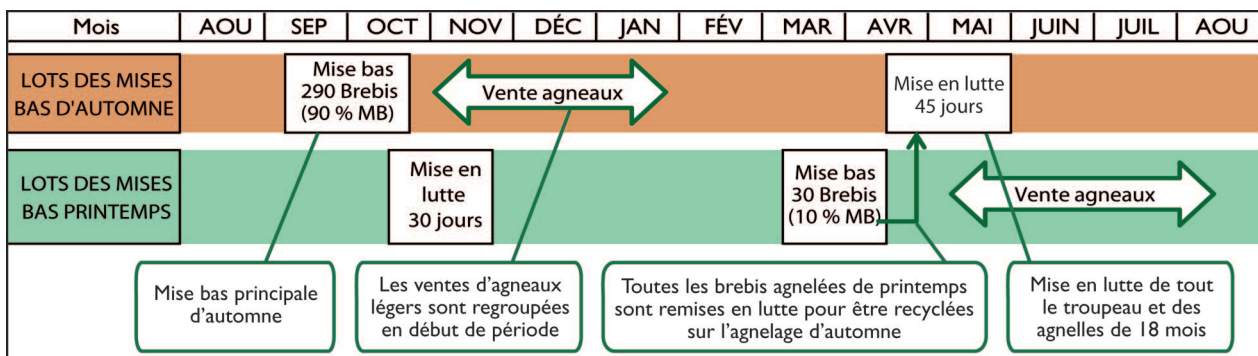 Mois AOU SEP OCT NOV DÉC JAN FÉV MAR AVR MAI JUIN JUIL AOU
LOTS DES MISES
BAS D'AUTOMNE
Mise bas
290 Brebis
(90 % MB)
Vente agneaux
Mise en lutte
45 jours
LOTS DES MISES
BAS PRINTEMPS
Mise en
lutte
30 jours
Mise bas
30 Brebis
(10 % MB)
Vente agneaux
Mise bas principale
d'automne
Les ventes d'agneaux
légers sont regroupées
en début de période
Toutes les brebis agnelées de printemps
sont remises en lutte pour être recyclées
sur l'agnelage d'automne
Mise en lutte de tout
le troupeau et des
agnelles de 18 mois